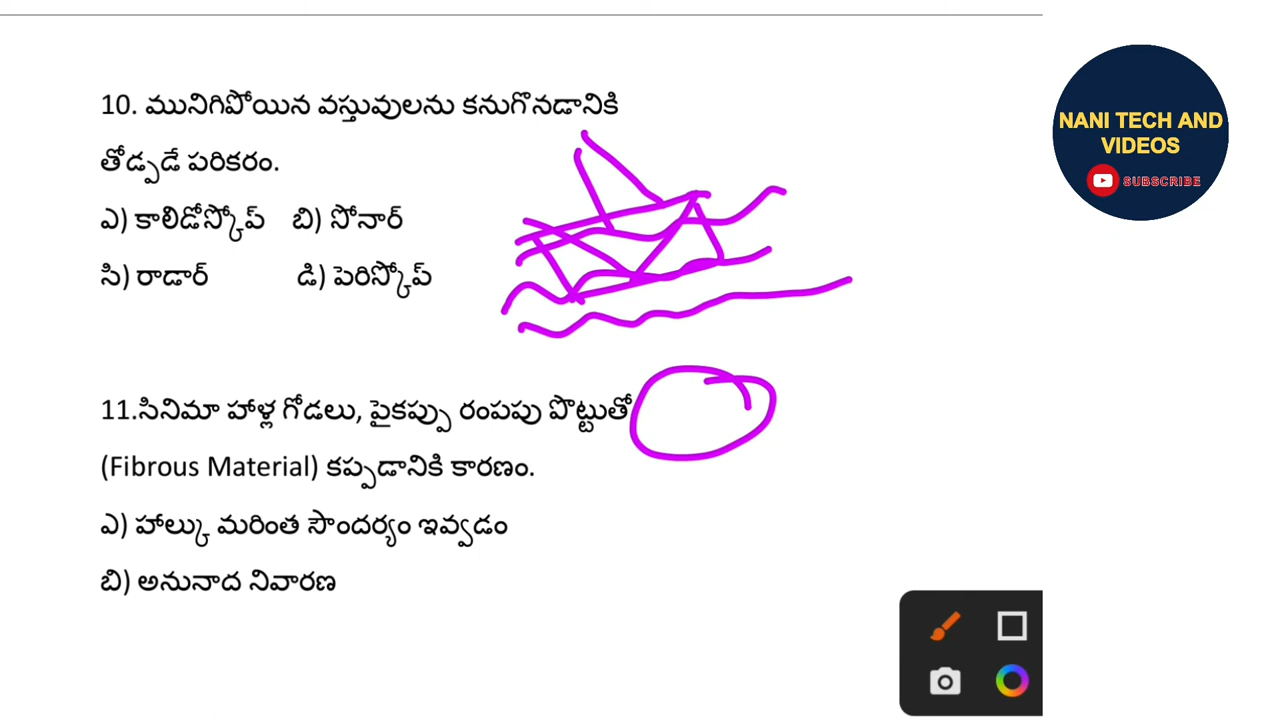 10. మునిగిపోయిన వస్తువులను కనుగొనడానికి
తోడ్పడే పరికరం.
ఎ) కాలిడోస్కోప్ బి) సోనార్
సి) రాడార్ డి) పెరిస్కోప్
11.సినిమా హాళ్ల గోడలు, పైకప్పు రంపపు పొట్టుతో
(Fibrous Material) కప్పడానికి కారణం.
ఎ) హాల్కు మరింత సౌందర్యం ఇవ్వడం
బి) అనునాద నివారణ
NANI TECH AND
VIDEOS
SUBSCRIBE